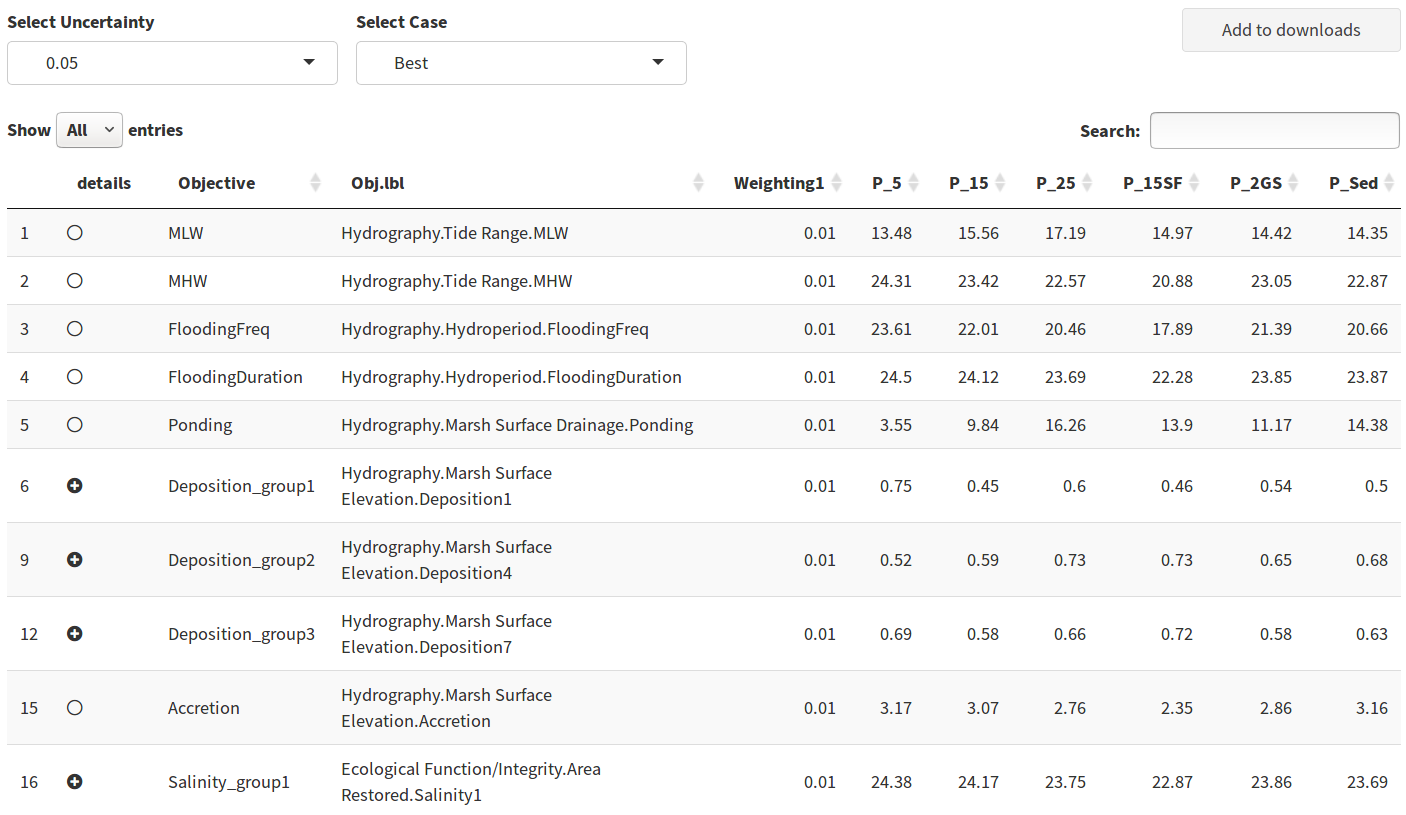 Select Uncertainty Select Case Add to downloads
0.05 Best
Show All entries Search:
details Objective Obj.lbl Weighting1 P_5 P_15 P_25 P_15SF P_2GS P_Sed
1 MLW Hydrography.Tide Range.MLW 0.01 13.48 15.56 17.19 14.97 14.42 14.35
2 MHW Hydrography.Tide Range.MHW 0.01 24.31 23.42 22.57 20.88 23.05 22.87
3 FloodingFreq Hydrography.Hydroperiod.FloodingFreq 0.01 23.61 22.01 20.46 17.89 21.39 20.66
4 FloodingDuration Hydrography.Hydroperiod.FloodingDuration 0.01 24.5 24.12 23.69 22.28 23.85 23.87
5 Ponding Hydrography.Marsh Surface Drainage.Ponding 0.01 3.55 9.84 16.26 13.9 11.17 14.38
Hydrography.Marsh Surface
6 Deposition_group1 0.01 0.75 0.45 0.6 0.46 0.54 0.5
Elevation.Deposition1
Hydrography.Marsh Surface
9 Deposition_group2 0.01 0.52 0.59 0.73 0.73 0.65 0.68
Elevation.Deposition4
Hydrography.Marsh Surface
12 Deposition_group3 0.01 0.69 0.58 0.66 0.72 0.58 0.63
Elevation.Deposition7
Hydrography.Marsh Surface
15 Accretion 0.01 3.17 3.07 2.76 2.35 2.86 3.16
Elevation.Accretion
Ecological Function/Integrity.Area
16 Salinity_group1 0.01 24.38 24.17 23.75 22.87 23.86 23.69
Restored.Salinity1